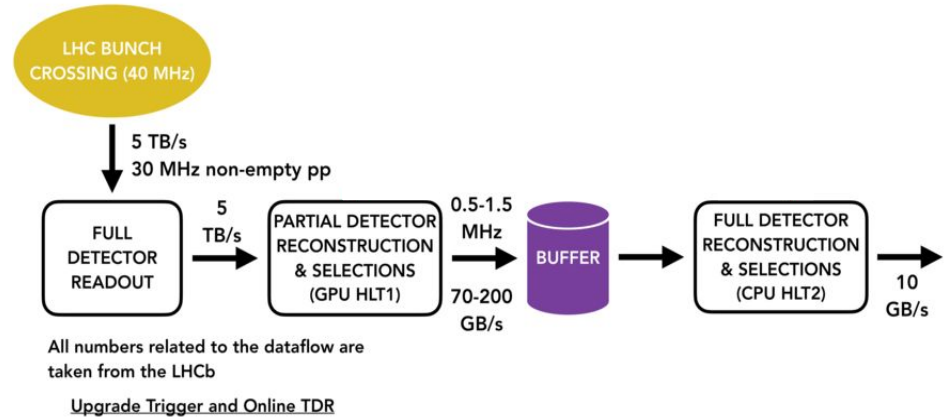 LHC BUNCH
CROSSING (40 MHz)
5 TB/s
30 MHz non-empty pp
FULL
DETECTOR
READOUT
5
TB/s
PARTIAL DETECTOR
RECONSTRUCTION
& SELECTIONS
(GPU HLT1)
0.5-1.5
MHz
70-200
GB/s
BUFFER
FULL DETECTOR
RECONSTRUCTION
& SELECTIONS
(CPU HLT2)
10
GB/s
All numbers related to the dataflow are
taken from the LHCb
Upgrade Trigger and Online TDR